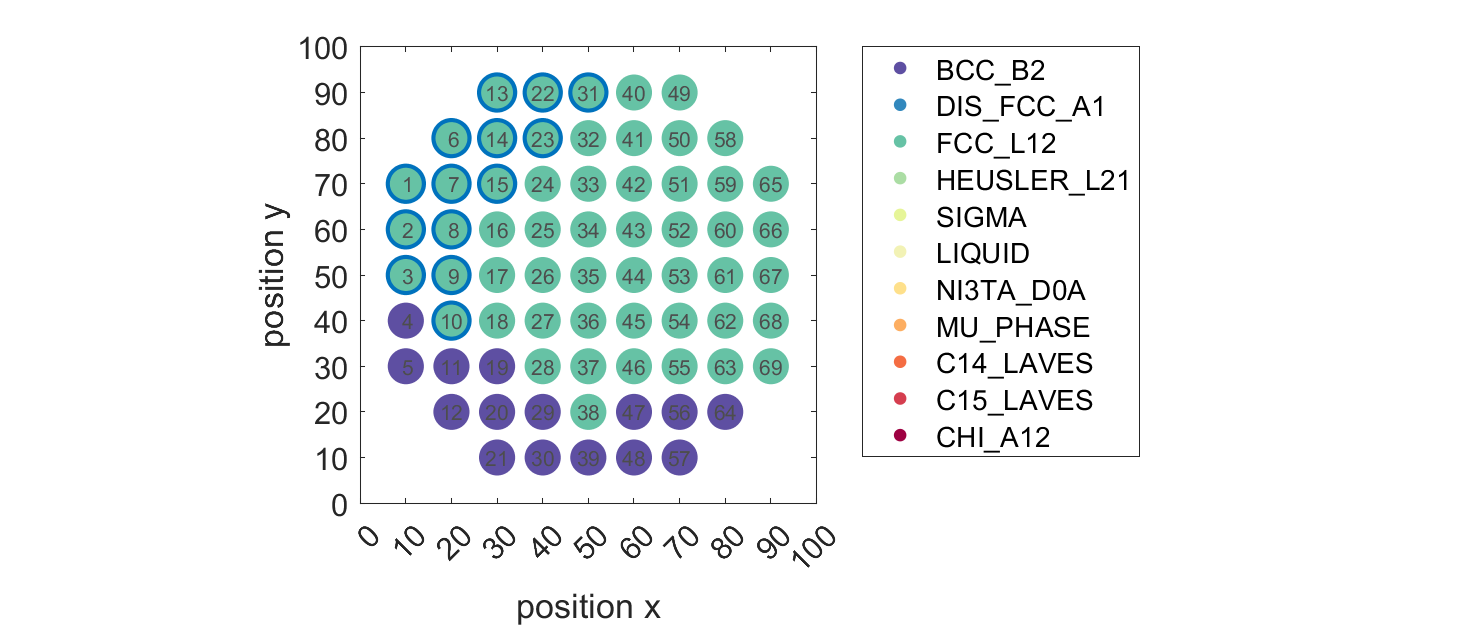 100
90 13 22 31 40 49
80 6 14 23 32 41 50 58
70 1 7 15 24 33 42 51 59 65
60 2 8 16 25 34 43 52 60 66
50 3 9 17 26 35 44 53 61 67
40 4 10 18 27 36 45 54 62 68
30 5 11 19 28 37 46 55 63 69
20 12 20 29 38 47 56 64
10 21 30 39 48 57
0
0 10 20 30 40 50 60 70 80 90 100
position x
position y
BCC_B2
DIS_FCC_A1
FCC_L12
HEUSLER_L21
SIGMA
LIQUID
NI3TA_D0A
MU_PHASE
C14_LAVES
C15_LAVES
CHI_A12